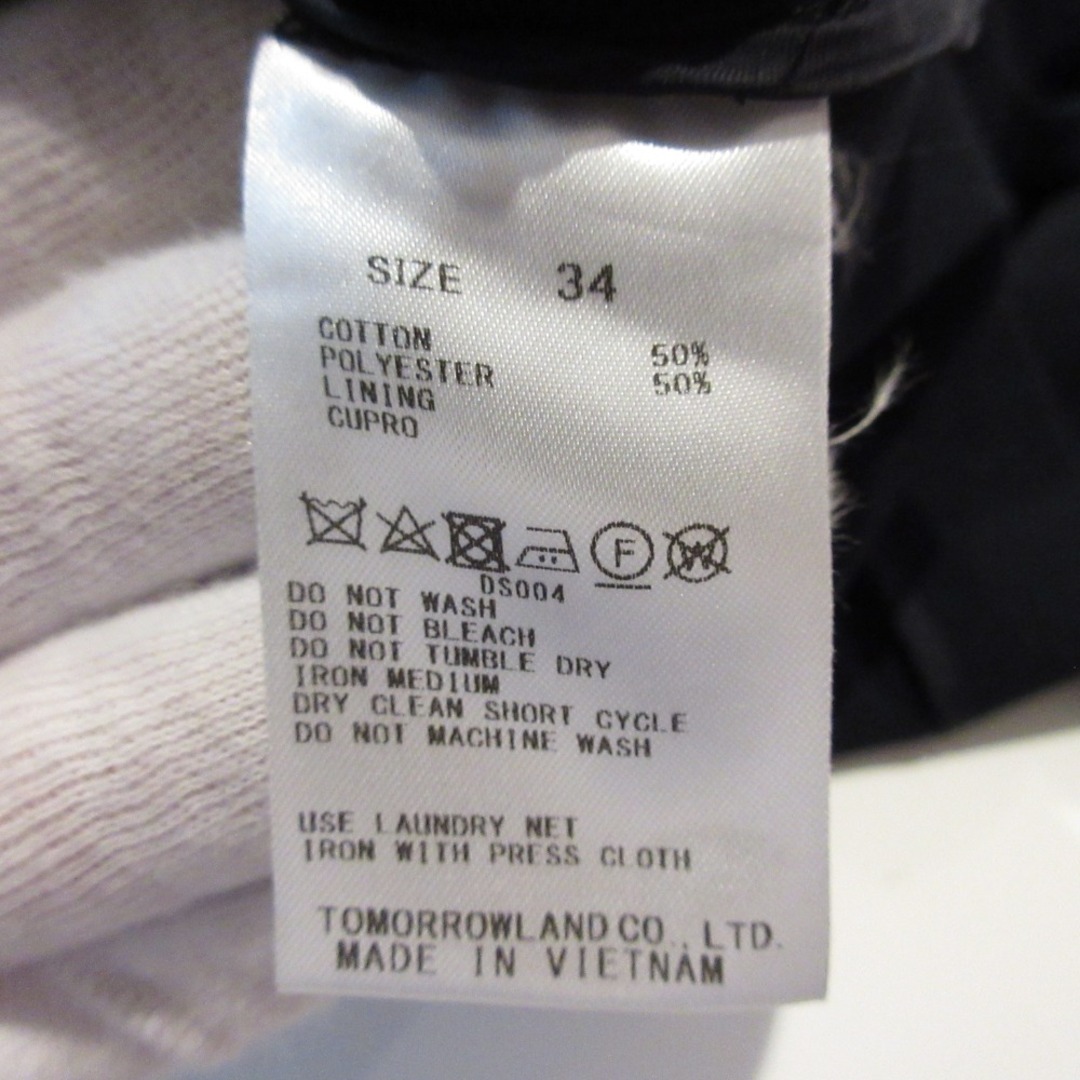 SIZE 34
COTTON 50%
POLYESTER 50%
LINING
CUPRO
F W
DS004
DO NOT WASH
DO NOT BLEACH
DO NOT TUMBLE DRY
IRON MEDIUM
DRY CLEAN SHORT CYCLE
DO NOT MACHINE WASH
USE LAUNDRY NET
IRON WITH PRESS CLOTH
TOMORROWLAND CO., LTD.
MADE IN VIETNAM